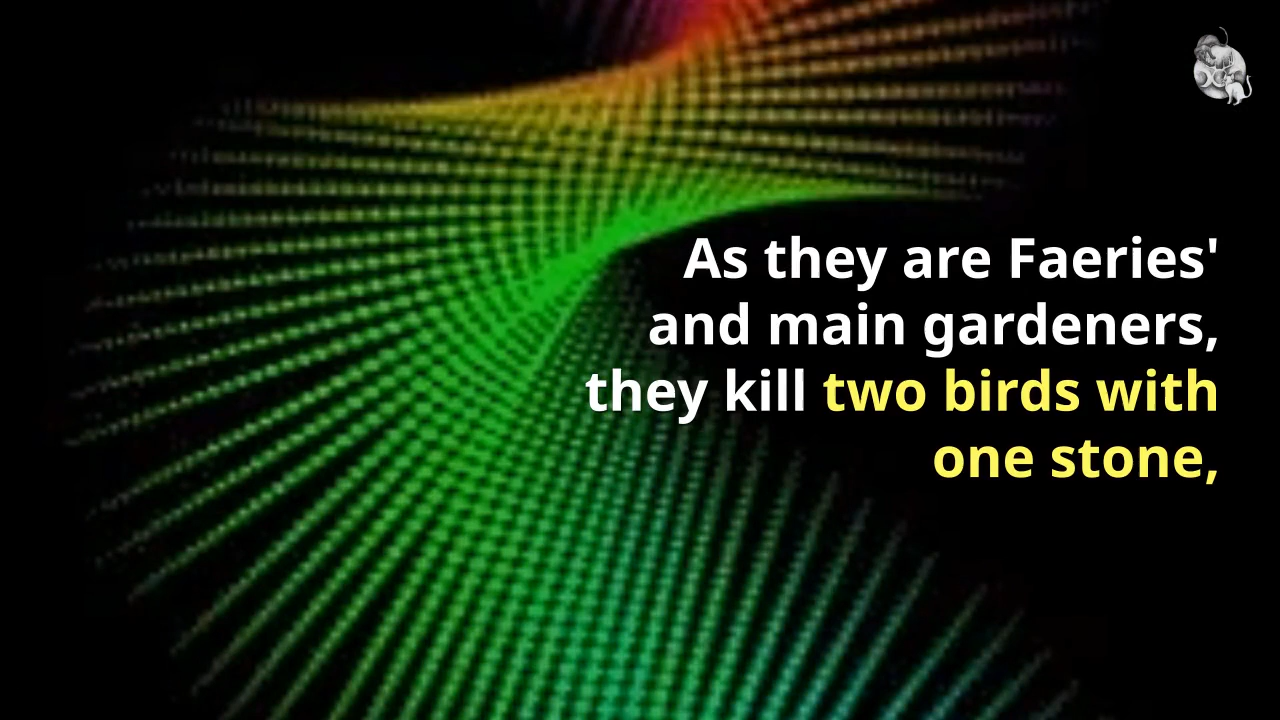 As they are Faeries'
and main gardeners,
they kill two birds with
one stone,